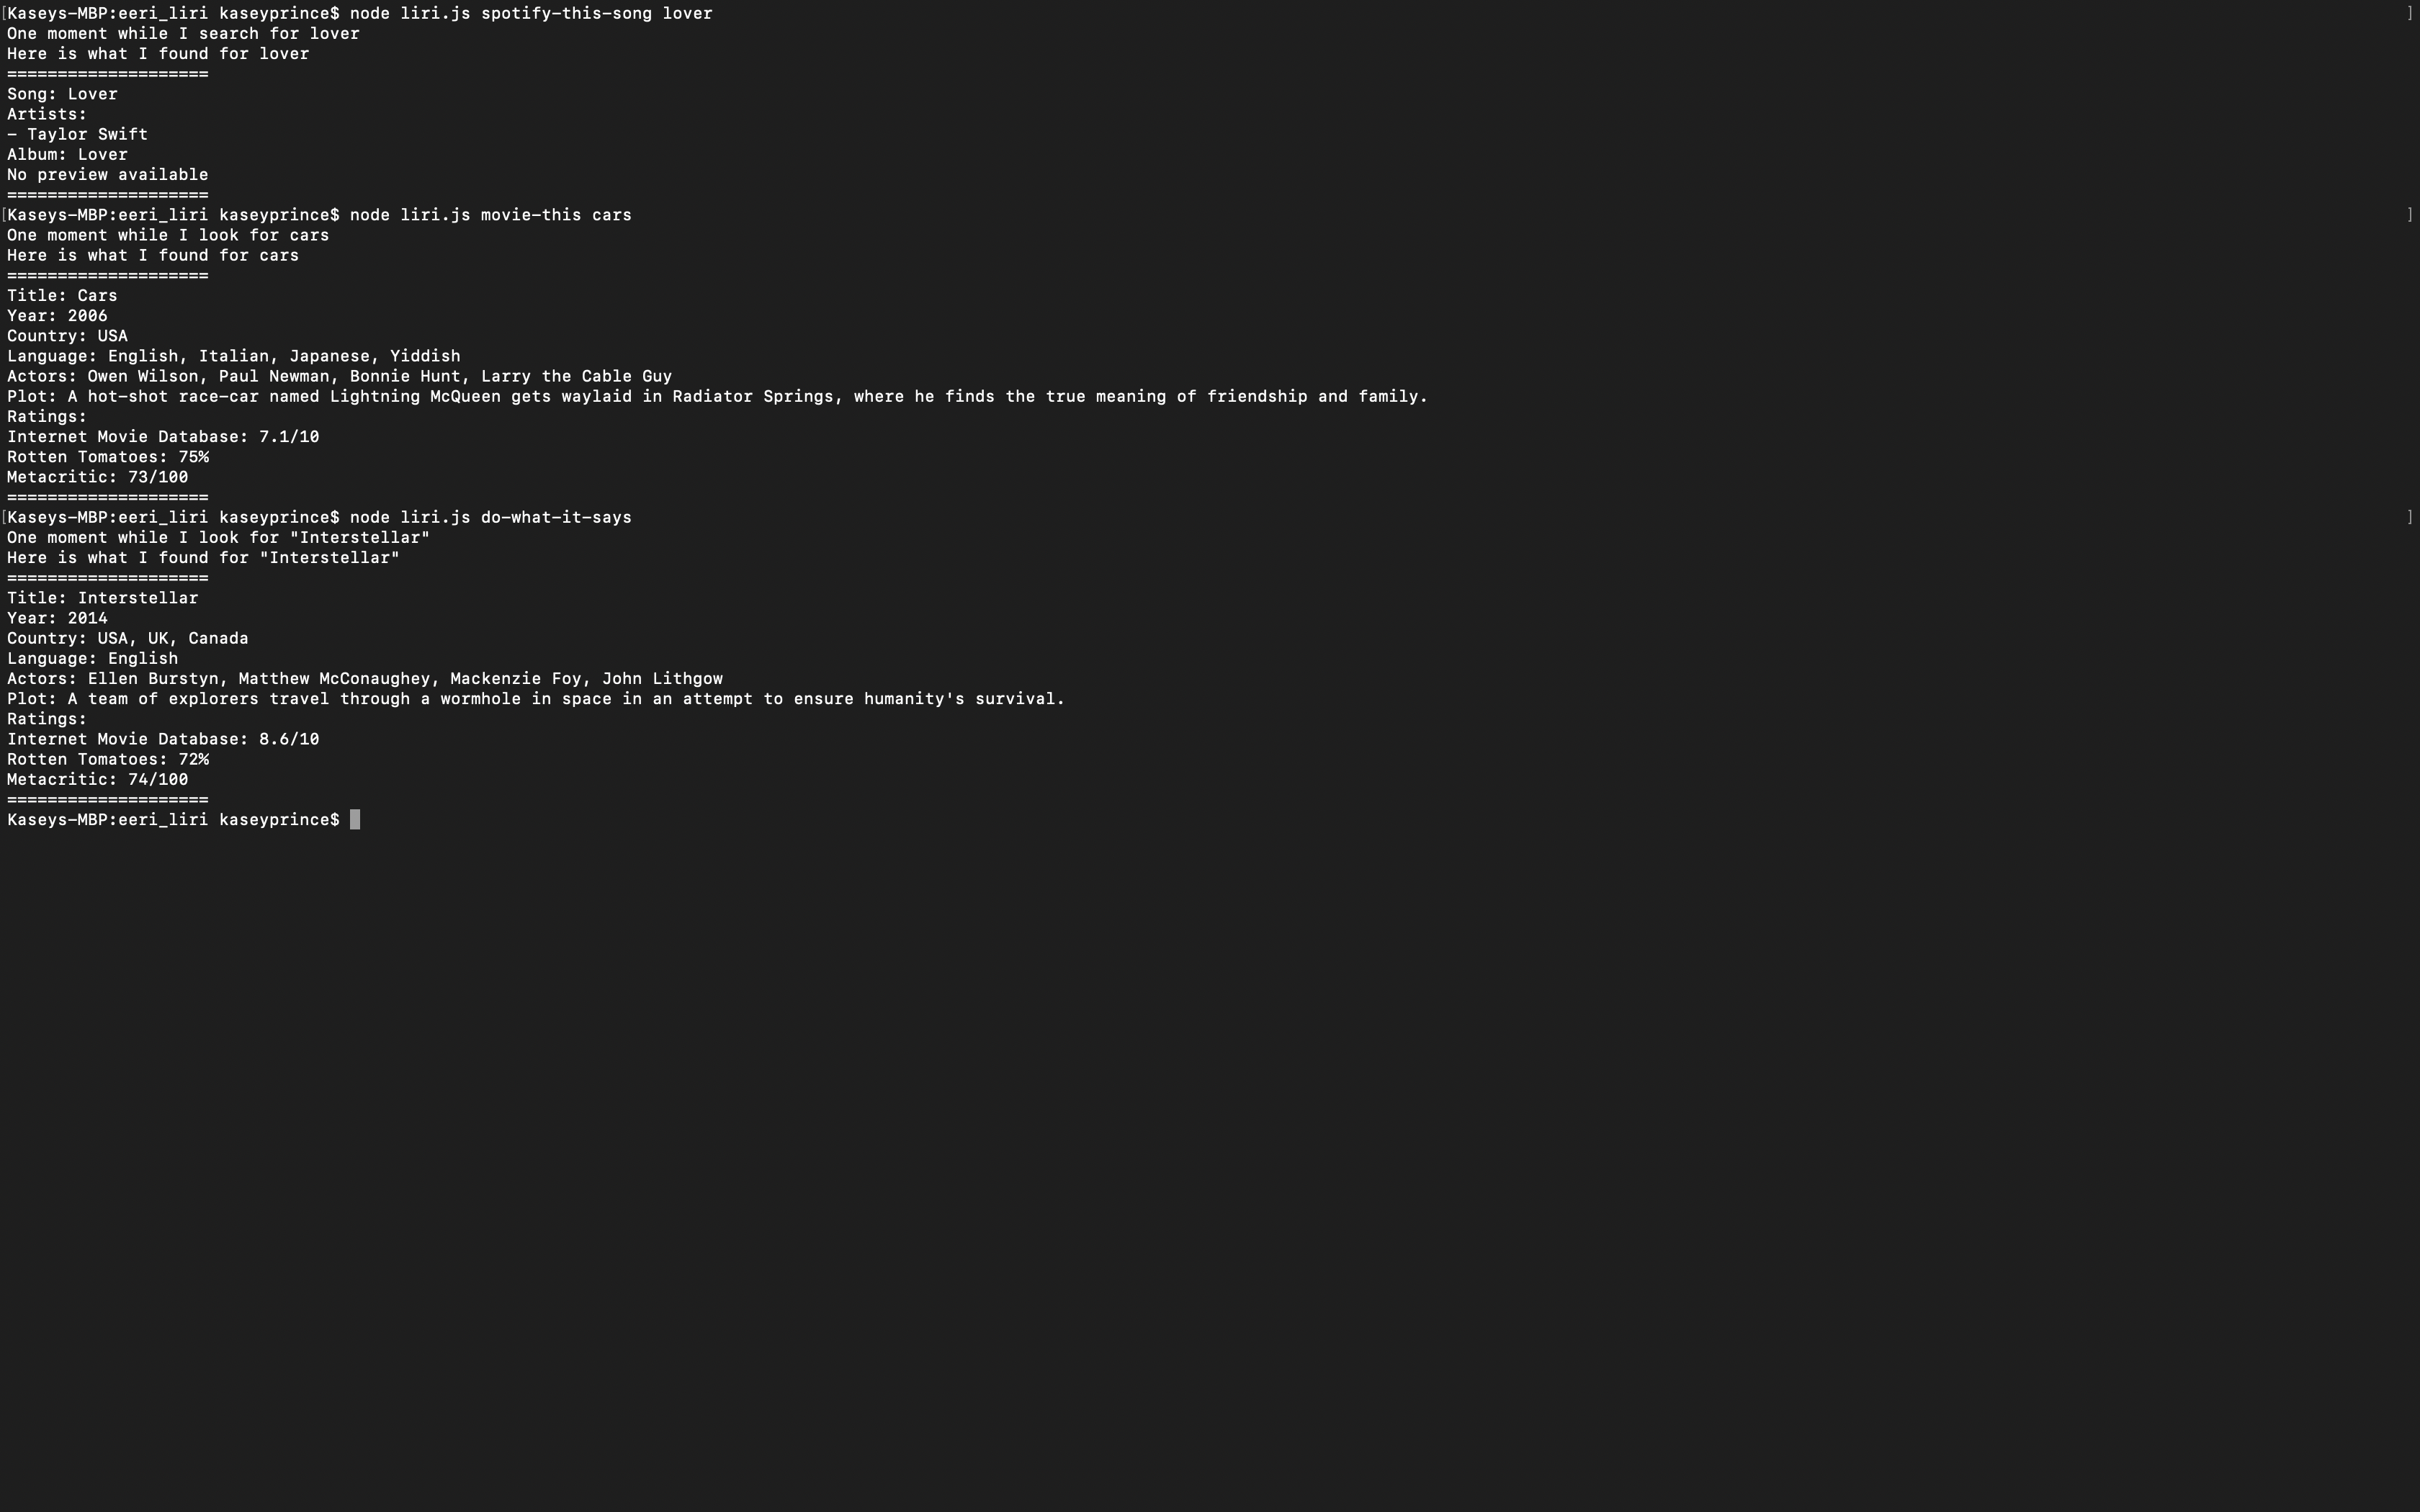 [Kaseys-MBP:eeri_liri kaseyprince$ node liri.js spotify-this-song lover ]
One moment while I search for lover
Here is what I found for lover
====================
Song: Lover
Artists:
- Taylor Swift
Album: Lover
No preview available
====================
[Kaseys-MBP:eeri_liri kaseyprince$ node liri.js movie-this cars ]
One moment while I look for cars
Here is what I found for cars
====================
Title: Cars
Year: 2006
Country: USA
Language: English, Italian, Japanese, Yiddish
Actors: Owen Wilson, Paul Newman, Bonnie Hunt, Larry the Cable Guy
Plot: A hot-shot race-car named Lightning McQueen gets waylaid in Radiator Springs, where he finds the true meaning of friendship and family.
Ratings:
Internet Movie Database: 7.1/10
Rotten Tomatoes: 75%
Metacritic: 73/100
====================
[Kaseys-MBP:eeri_liri kaseyprince$ node liri.js do-what-it-says ]
One moment while I look for "Interstellar"
Here is what I found for "Interstellar"
====================
Title: Interstellar
Year: 2014
Country: USA, UK, Canada
Language: English
Actors: Ellen Burstyn, Matthew McConaughey, Mackenzie Foy, John Lithgow
Plot: A team of explorers travel through a wormhole in space in an attempt to ensure humanity's survival.
Ratings:
Internet Movie Database: 8.6/10
Rotten Tomatoes: 72%
Metacritic: 74/100
====================
Kaseys-MBP:eeri_liri kaseyprince$